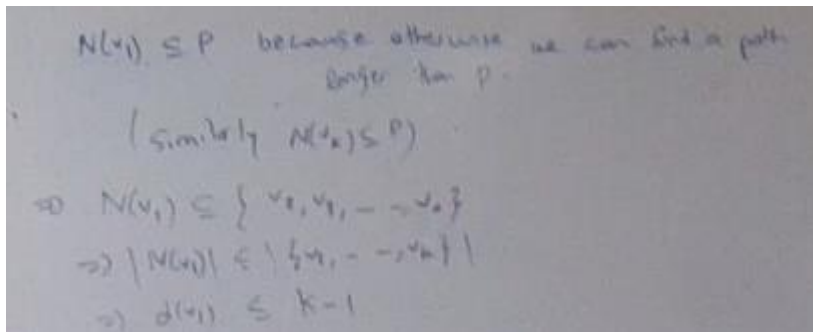 N(v₁) ⊆ P because otherwise we can find a path
longer than P.
(Similarly N(vₖ) ⊆ P)
⇒ N(v₁) ⊆ { v₂, v₃, - - , vₖ}
⇒ |N(v₁)| ≤ |{v₂, - - , vₖ}|
⇒ d(v₁) ≤ k-1